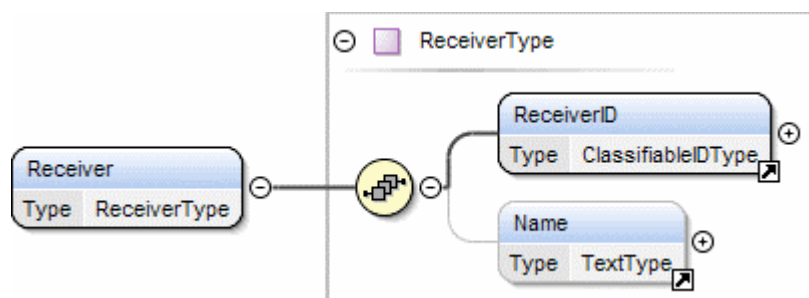 ReceiverType
ReceiverID
Type ClassifiableIDType
Receiver
Type ReceiverType
Name
Type TextType